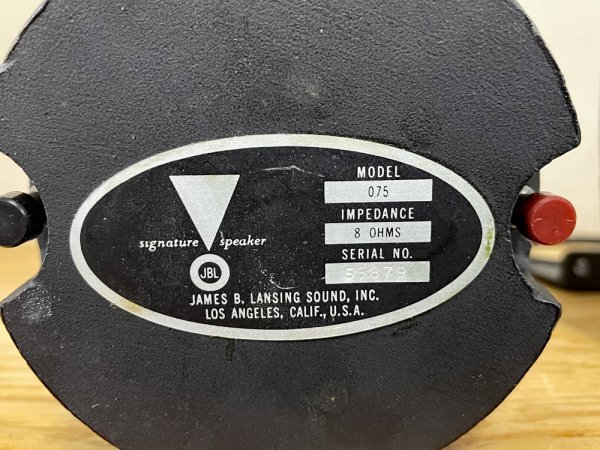 MODEL
075
IMPEDANCE
8 OHMS
SERIAL NO.
55879
signature speaker
JBL
JAMES B. LANSING SOUND, INC.
LOS ANGELES, CALIF., U.S.A.